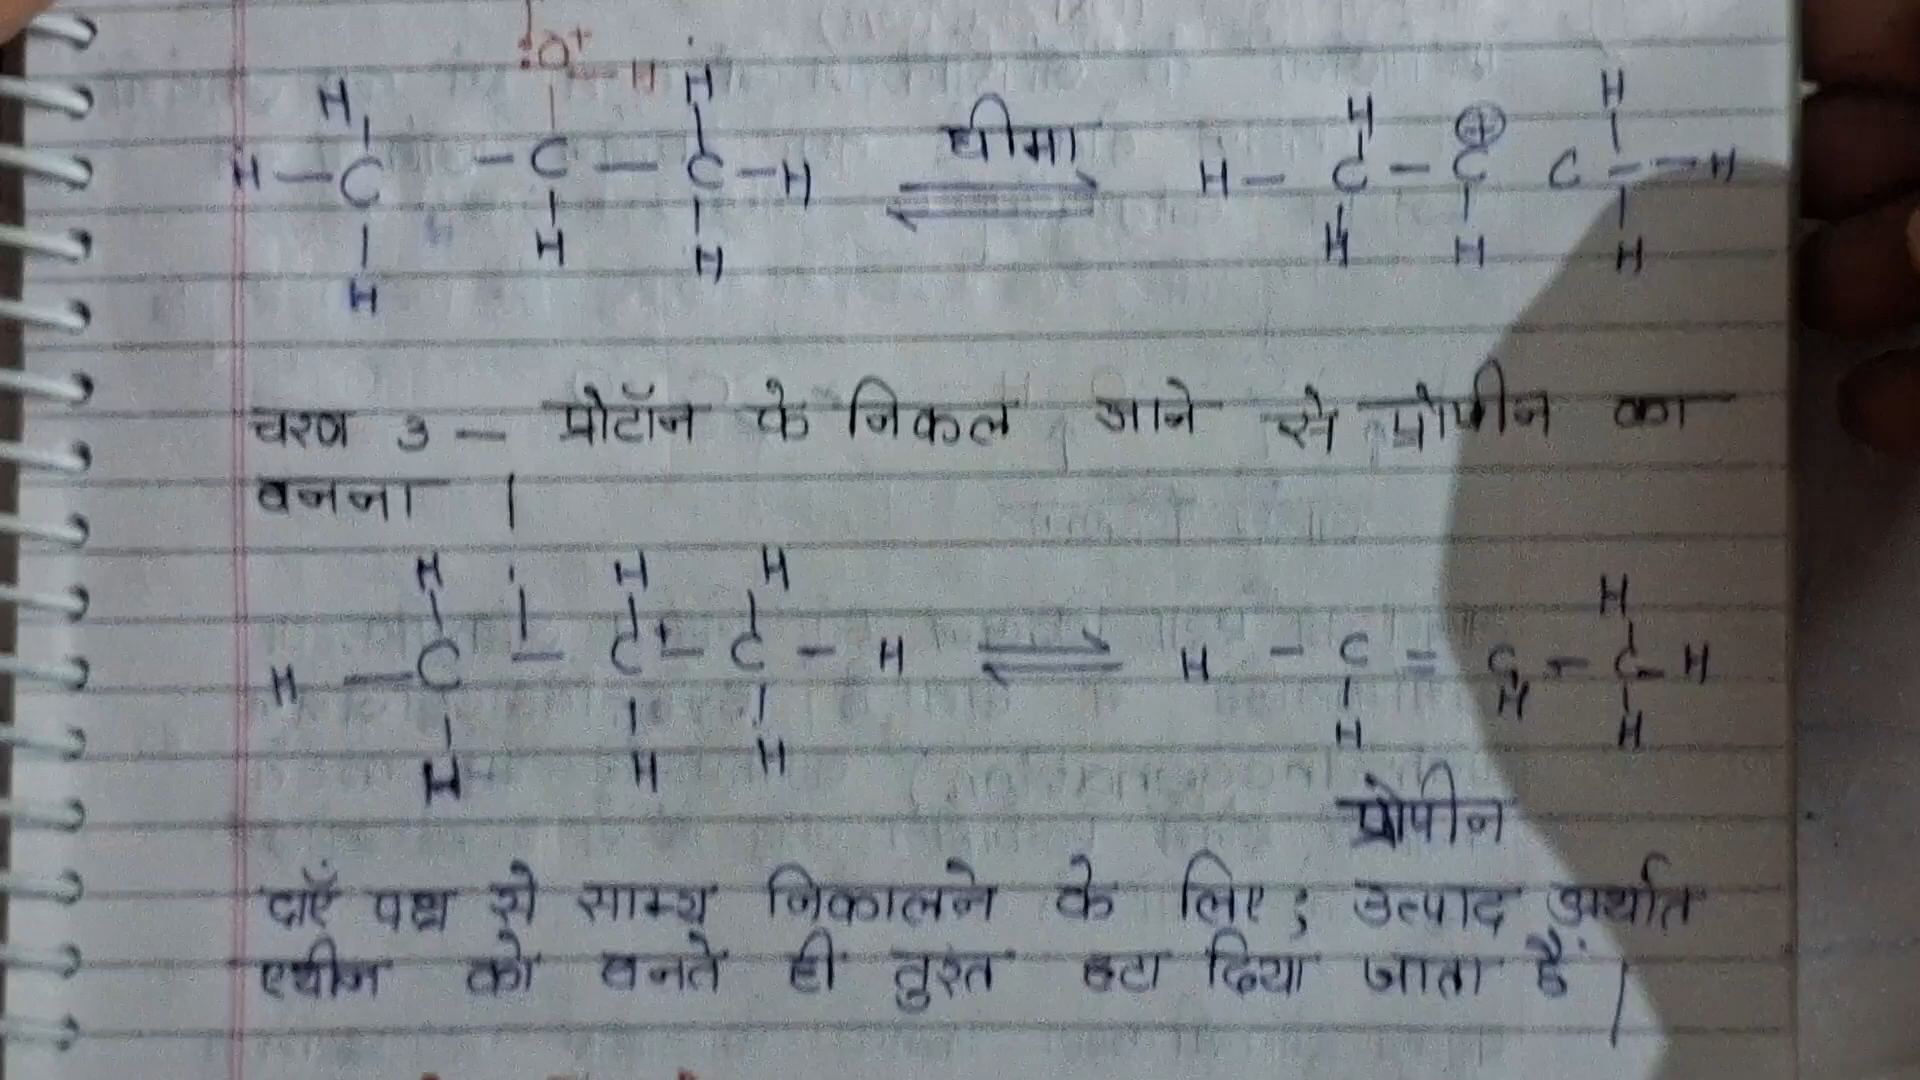 :O⁺
— H
H H H ⊕ H
H — C — C — C — H धीमा ⇌ H — C — C C — H
H H H H H
H
चरण 3 — प्रोटॉन के निकल आने से प्रोपीन का
बनना ।
H H H H
H — C — C⁺ — C — H ⇌ H — C = C — C — H
H H H H H H
प्रोपीन
दाएँ पक्ष से साम्य निकालने के लिए; उत्पाद अर्थात
एथीन को बनते ही तुरंत हटा दिया जाता है।